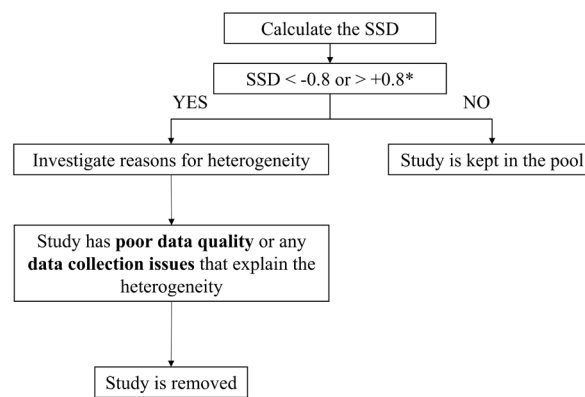 Calculate the SSD
SSD < -0.8 or > +0.8*
YES
NO
Investigate reasons for heterogeneity
Study is kept in the pool
Study has poor data quality or any
data collection issues that explain the
heterogeneity
Study is removed